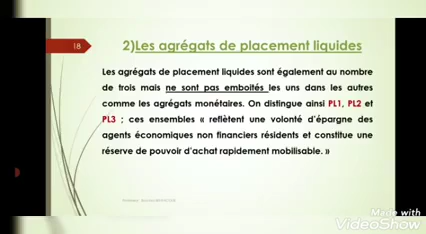 18
2)Les agrégats de placement liquides
Les agrégats de placement liquides sont également au nombre
de trois mais ne sont pas emboités les uns dans les autres
comme les agrégats monétaires. On distingue ainsi PL1, PL2 et
PL3 ; ces ensembles « reflètent une volonté d'épargne des
agents économiques non financiers résidents et constitue une
réserve de pouvoir d'achat rapidement mobilisable. »
Made with
VideoShow